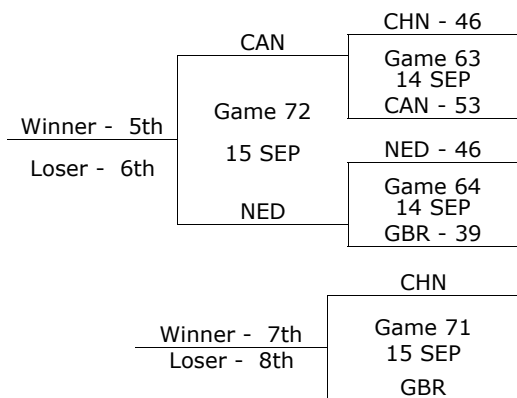 CHN - 46
CAN
Game 63
14 SEP
CAN - 53
Game 72
Winner - 5th
15 SEP
NED - 46
Loser - 6th
Game 64
14 SEP
NED
GBR - 39
CHN
Game 71
Winner - 7th
15 SEP
Loser - 8th
GBR